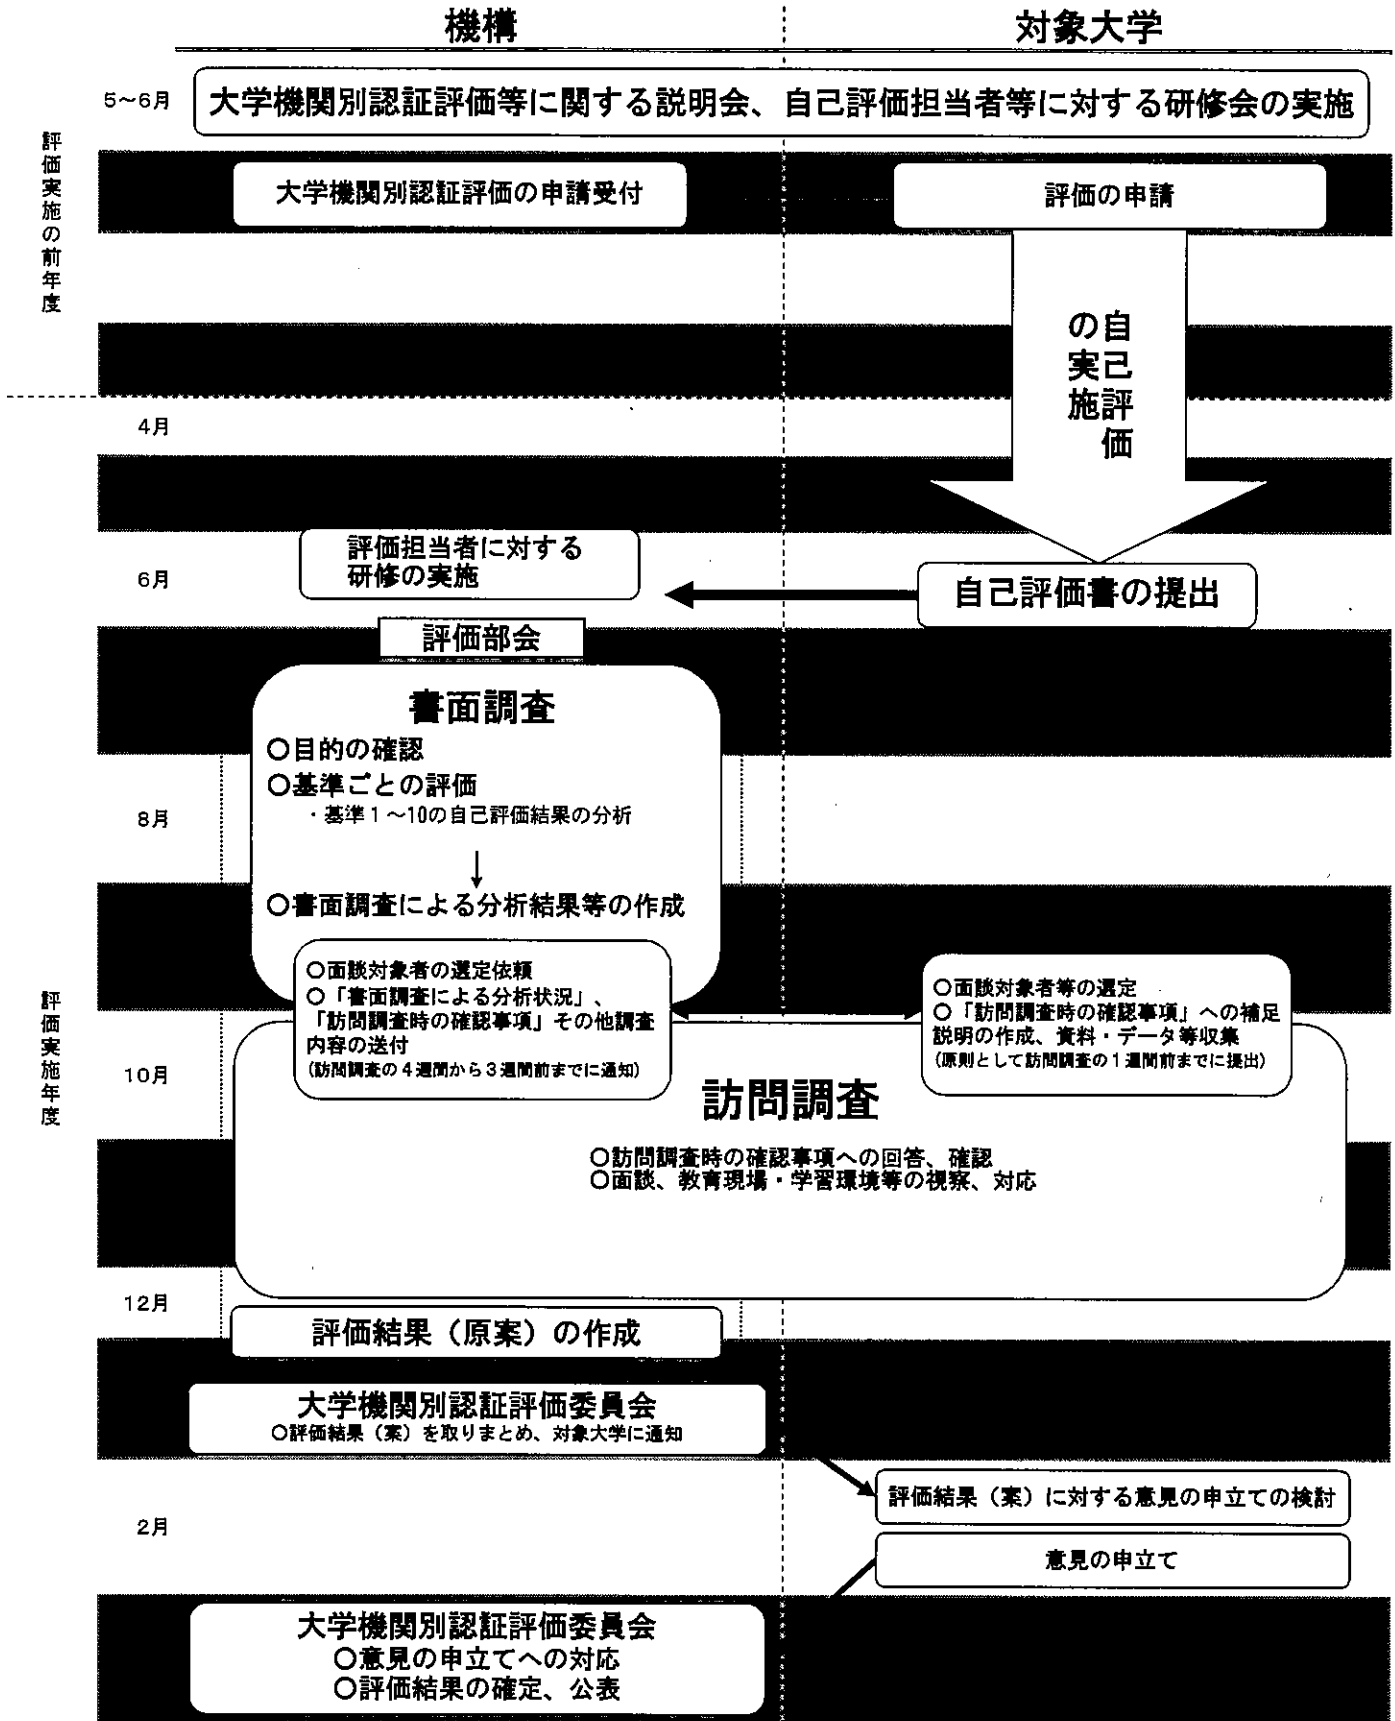 機構
対象大学
5～6月
大学機関別認証評価等に関する説明会、自己評価担当者等に対する研修会の実施
評価実施の前年度
大学機関別認証評価の申請受付
評価の申請
自己評価
の実施
4月
評価担当者に対する
研修の実施
6月
自己評価書の提出
評価部会
書面調査
○目的の確認
○基準ごとの評価
・基準１～10の自己評価結果の分析
8月
○書面調査による分析結果等の作成
評価実施年度
○面談対象者の選定依頼
○「書面調査による分析状況」、
「訪問調査時の確認事項」その他調査
内容の送付
(訪問調査の４週間から３週間前までに通知)
○面談対象者等の選定
○「訪問調査時の確認事項」への補足
説明の作成、資料・データ等収集
(原則として訪問調査の１週間前までに提出)
10月
訪問調査
○訪問調査時の確認事項への回答、確認
○面談、教育現場・学習環境等の視察、対応
12月
評価結果（原案）の作成
大学機関別認証評価委員会
○評価結果（案）を取りまとめ、対象大学に通知
評価結果（案）に対する意見の申立ての検討
2月
意見の申立て
大学機関別認証評価委員会
○意見の申立てへの対応
○評価結果の確定、公表